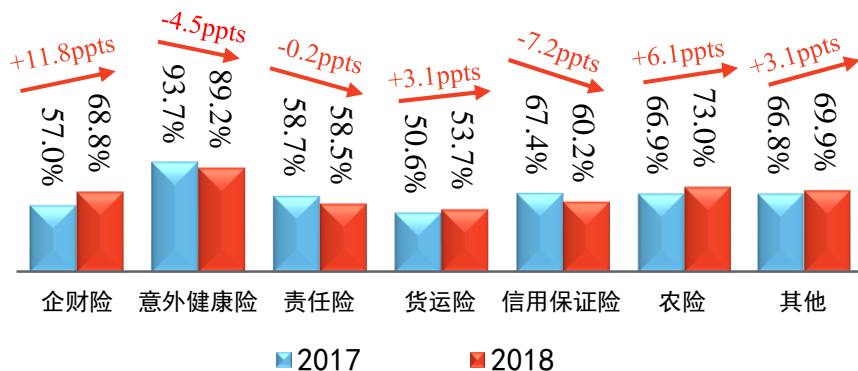 +11.8ppts
-4.5ppts
-0.2ppts
+3.1ppts
-7.2ppts
+6.1ppts
+3.1ppts
57.0%
68.8%
93.7%
89.2%
58.7%
58.5%
50.6%
53.7%
67.4%
60.2%
66.9%
73.0%
66.8%
69.9%
企财险
意外健康险
责任险
货运险
信用保证险
农险
其他
2017
2018